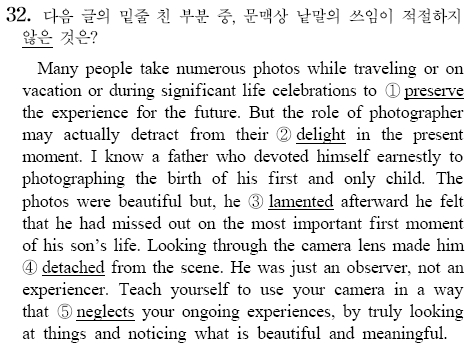 32. 다음 글의 밑줄 친 부분 중, 문맥상 낱말의 쓰임이 적절하지
않은 것은?
Many people take numerous photos while traveling or on
vacation or during significant life celebrations to ① preserve
the experience for the future. But the role of photographer
may actually detract from their ② delight in the present
moment. I know a father who devoted himself earnestly to
photographing the birth of his first and only child. The
photos were beautiful but, he ③ lamented afterward he felt
that he had missed out on the most important first moment
of his son's life. Looking through the camera lens made him
④ detached from the scene. He was just an observer, not an
experiencer. Teach yourself to use your camera in a way
that ⑤ neglects your ongoing experiences, by truly looking
at things and noticing what is beautiful and meaningful.